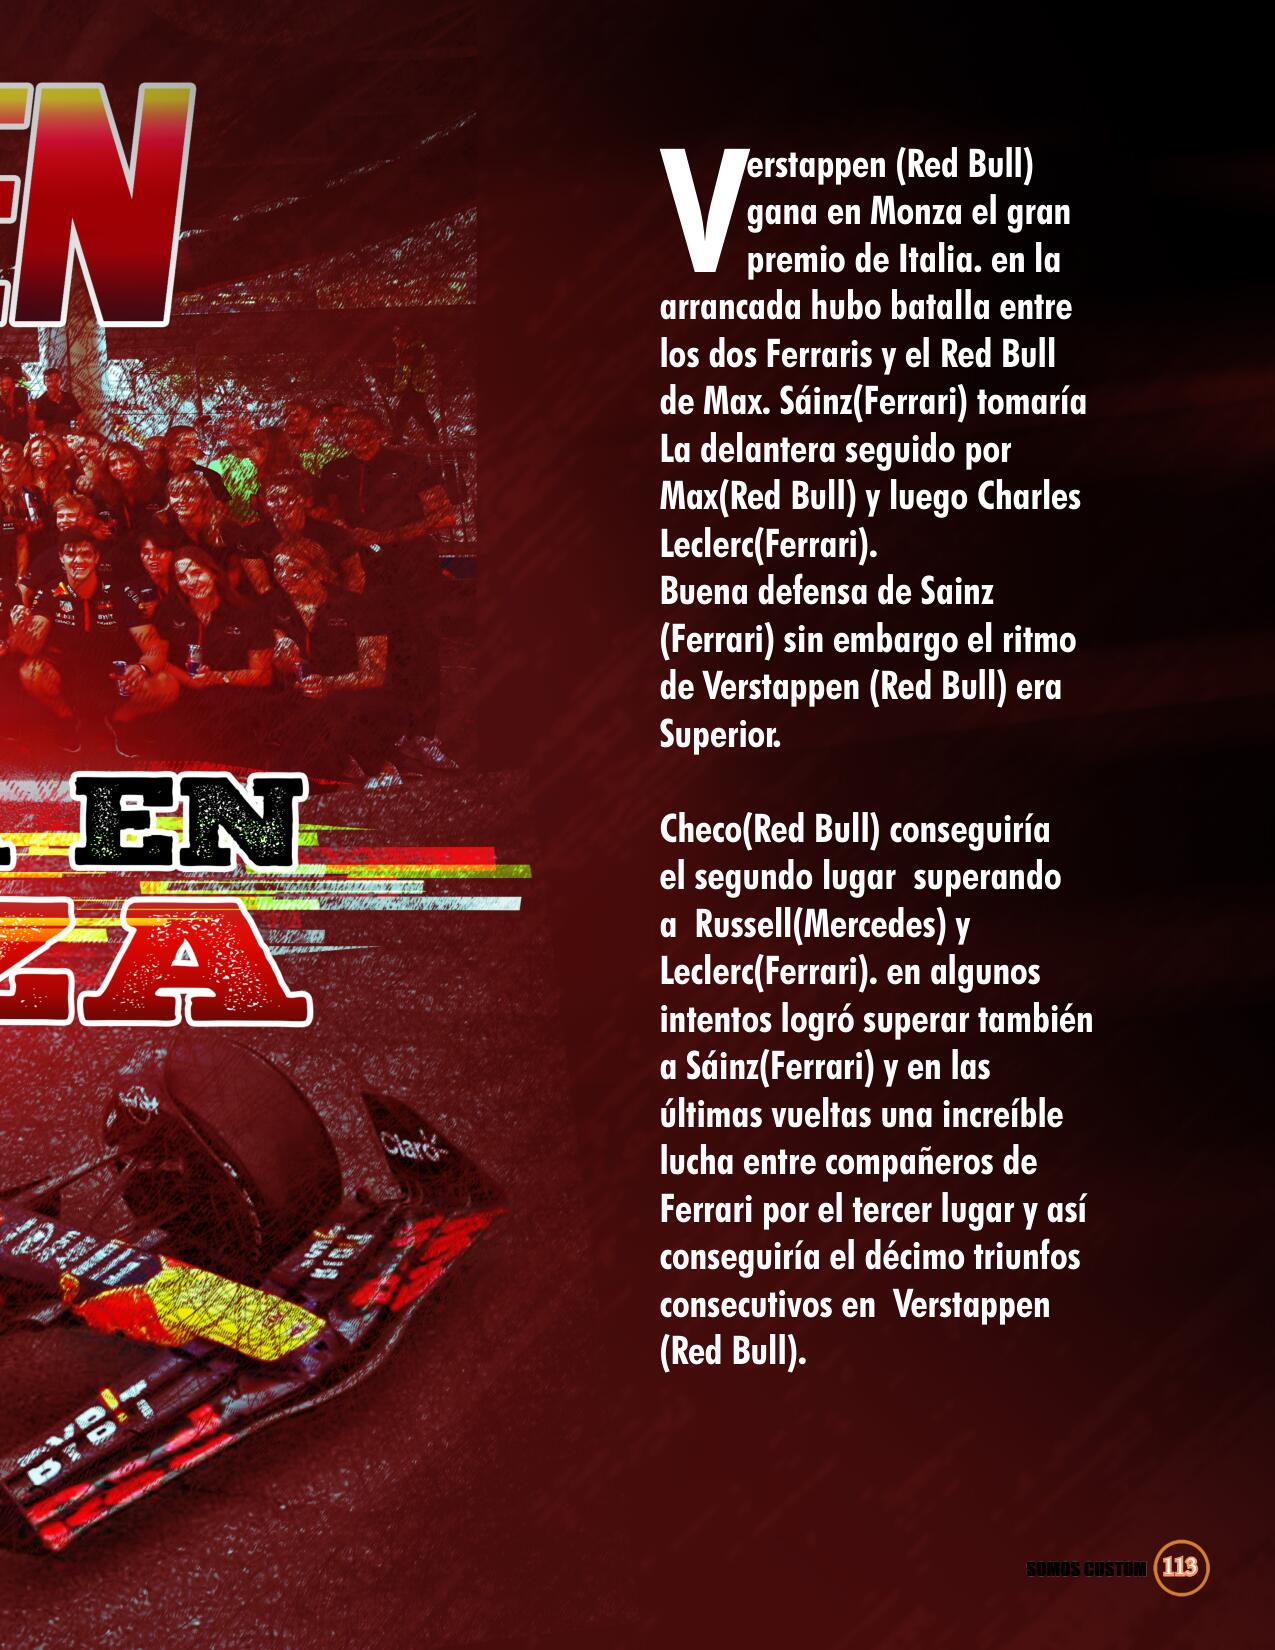 EN
Verstappen (Red Bull)
gana en Monza el gran
premio de Italia. en la
arrancada hubo batalla entre
los dos Ferraris y el Red Bull
de Max. Sáinz(Ferrari) tomaría
La delantera seguido por
Max(Red Bull) y luego Charles
Leclerc(Ferrari).
Buena defensa de Sainz
(Ferrari) sin embargo el ritmo
de Verstappen (Red Bull) era
Superior.
EN
ZA
Checo(Red Bull) conseguiría
el segundo lugar  superando
a  Russell(Mercedes) y
Leclerc(Ferrari). en algunos
intentos logró superar también
a Sáinz(Ferrari) y en las
últimas vueltas una increíble
lucha entre compañeros de
Ferrari por el tercer lugar y así
conseguiría el décimo triunfos
consecutivos en  Verstappen
(Red Bull).
Claro
BYBIT
SOMOS CUSTOM 113